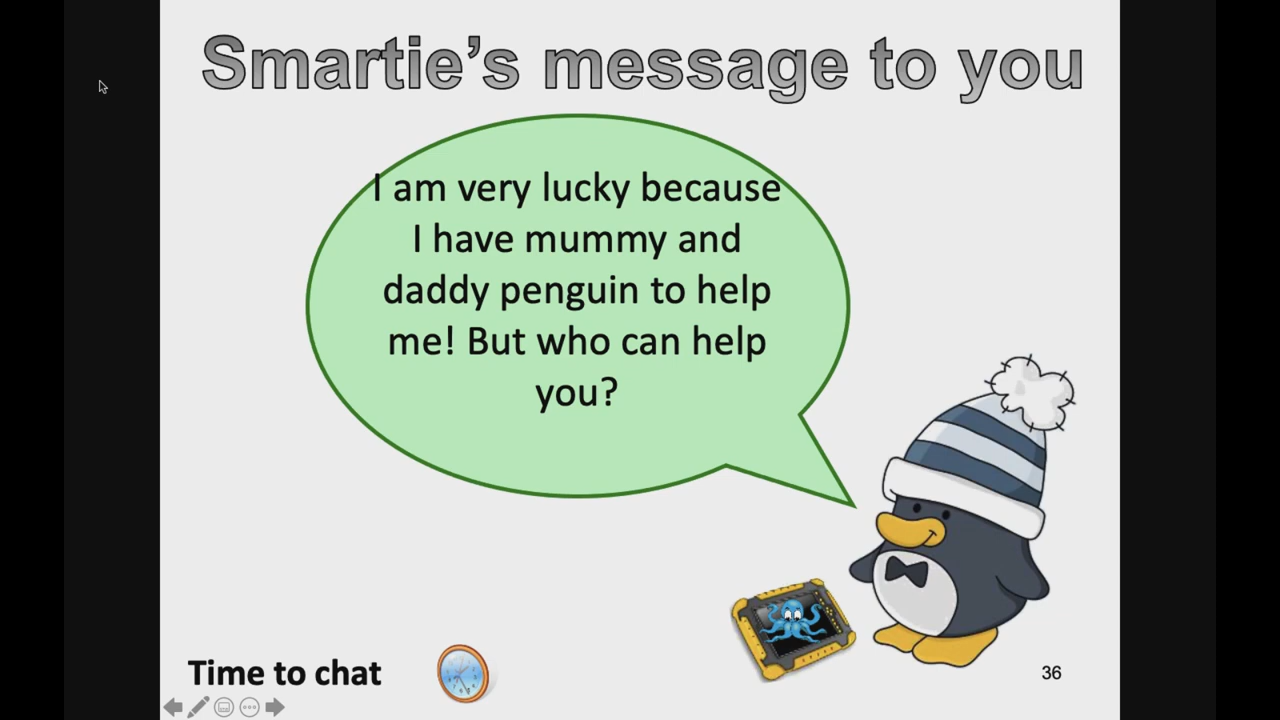 Smartie’s message to you
I am very lucky because
I have mummy and
daddy penguin to help
me! But who can help
you?
Time to chat
36